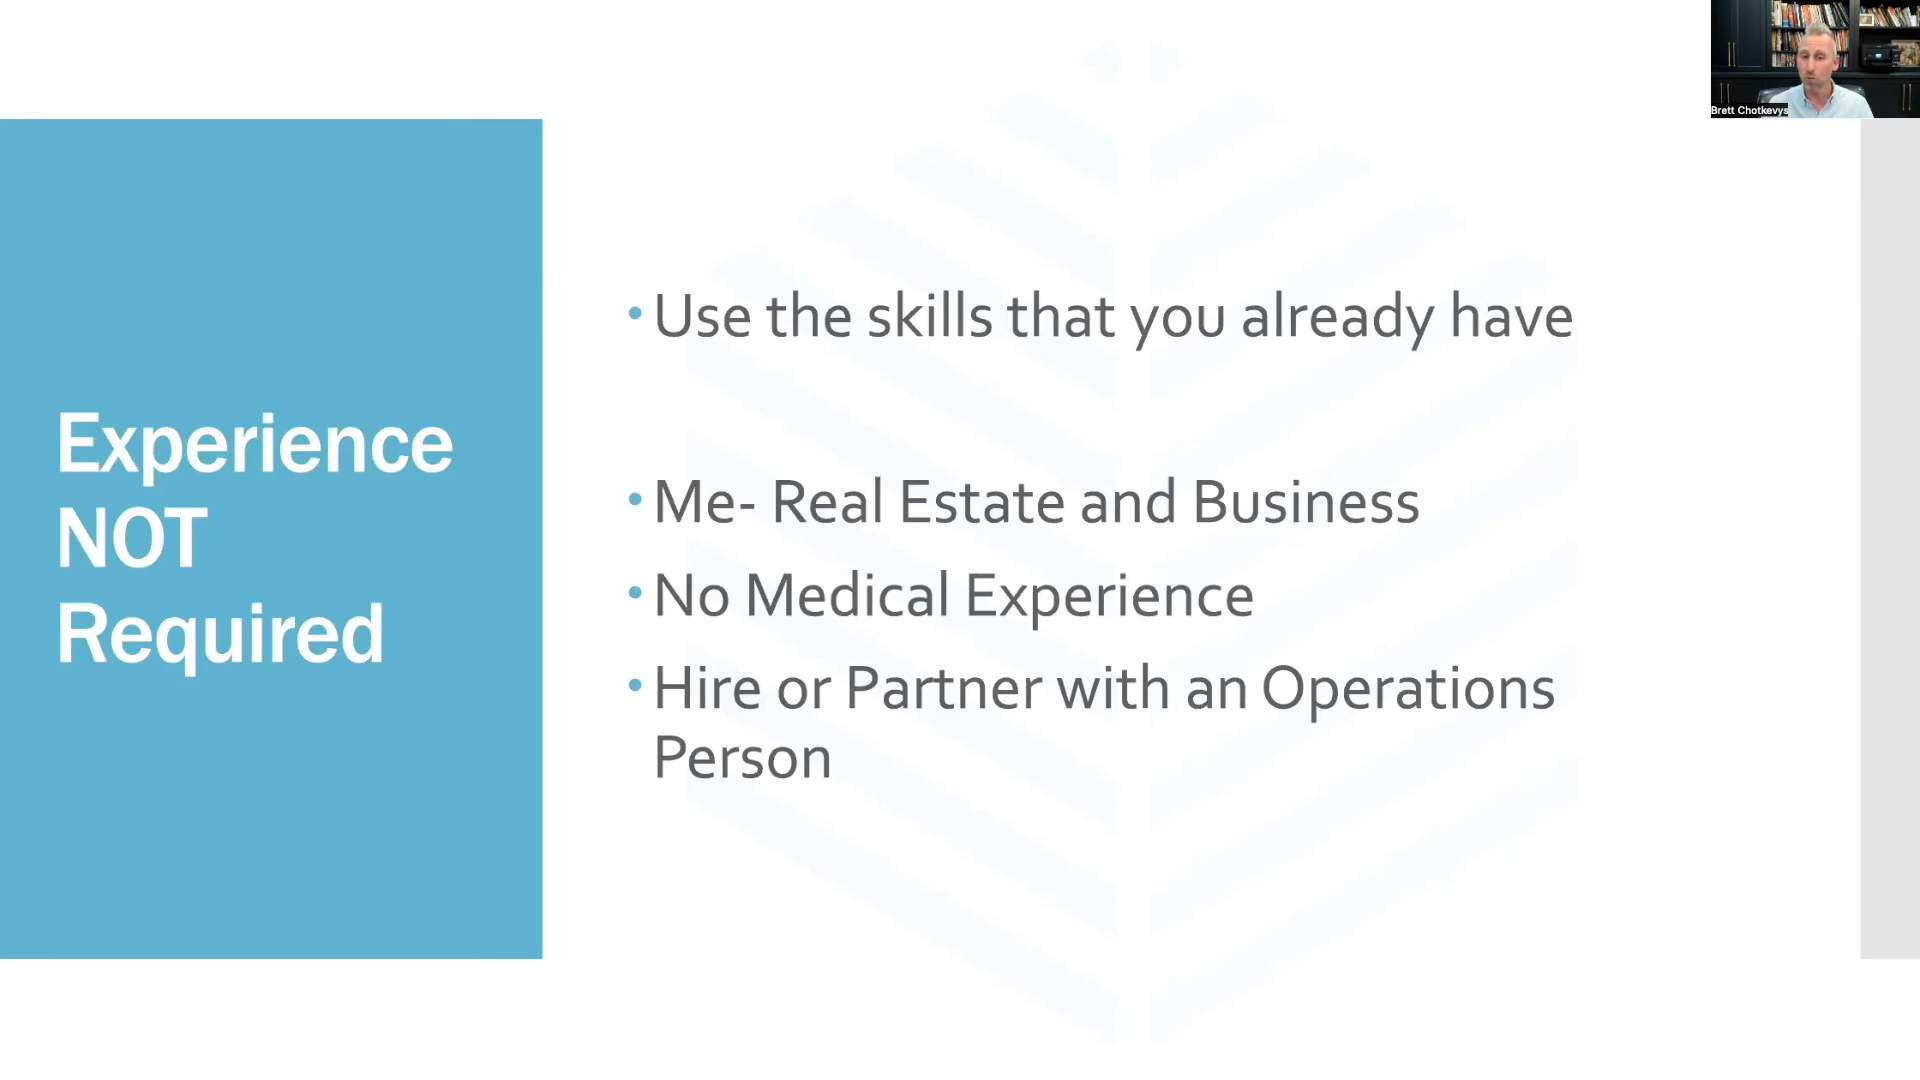 Brett Chotkevys
Experience
NOT
Required
• Use the skills that you already have
• Me- Real Estate and Business
• No Medical Experience
• Hire or Partner with an Operations
Person